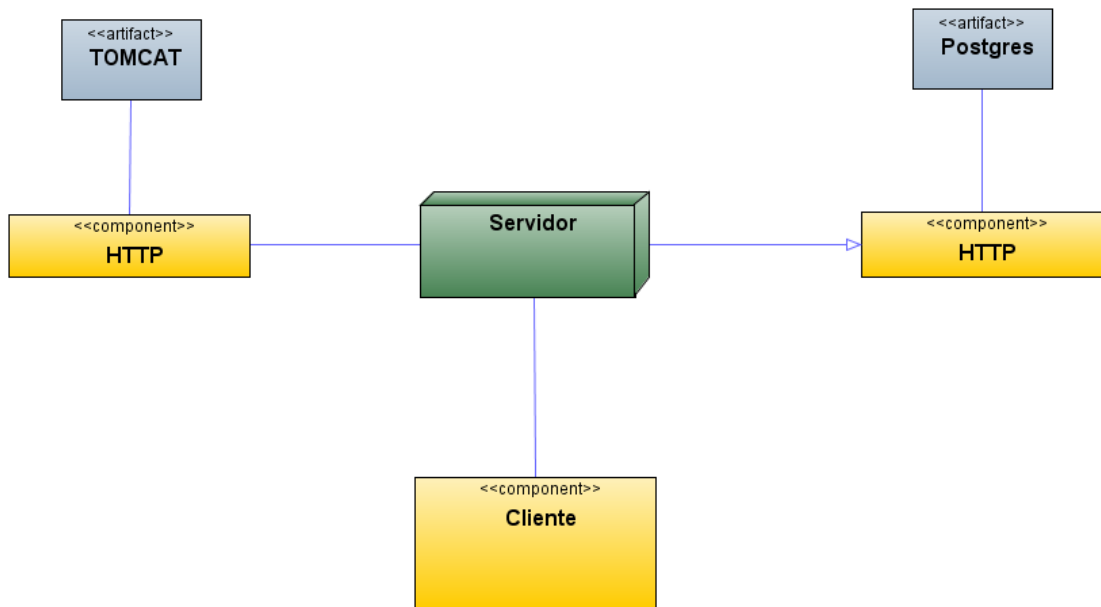 <<artifact>>
TOMCAT
<<artifact>>
Postgres
<<component>>
HTTP
Servidor
<<component>>
HTTP
<<component>>
Cliente